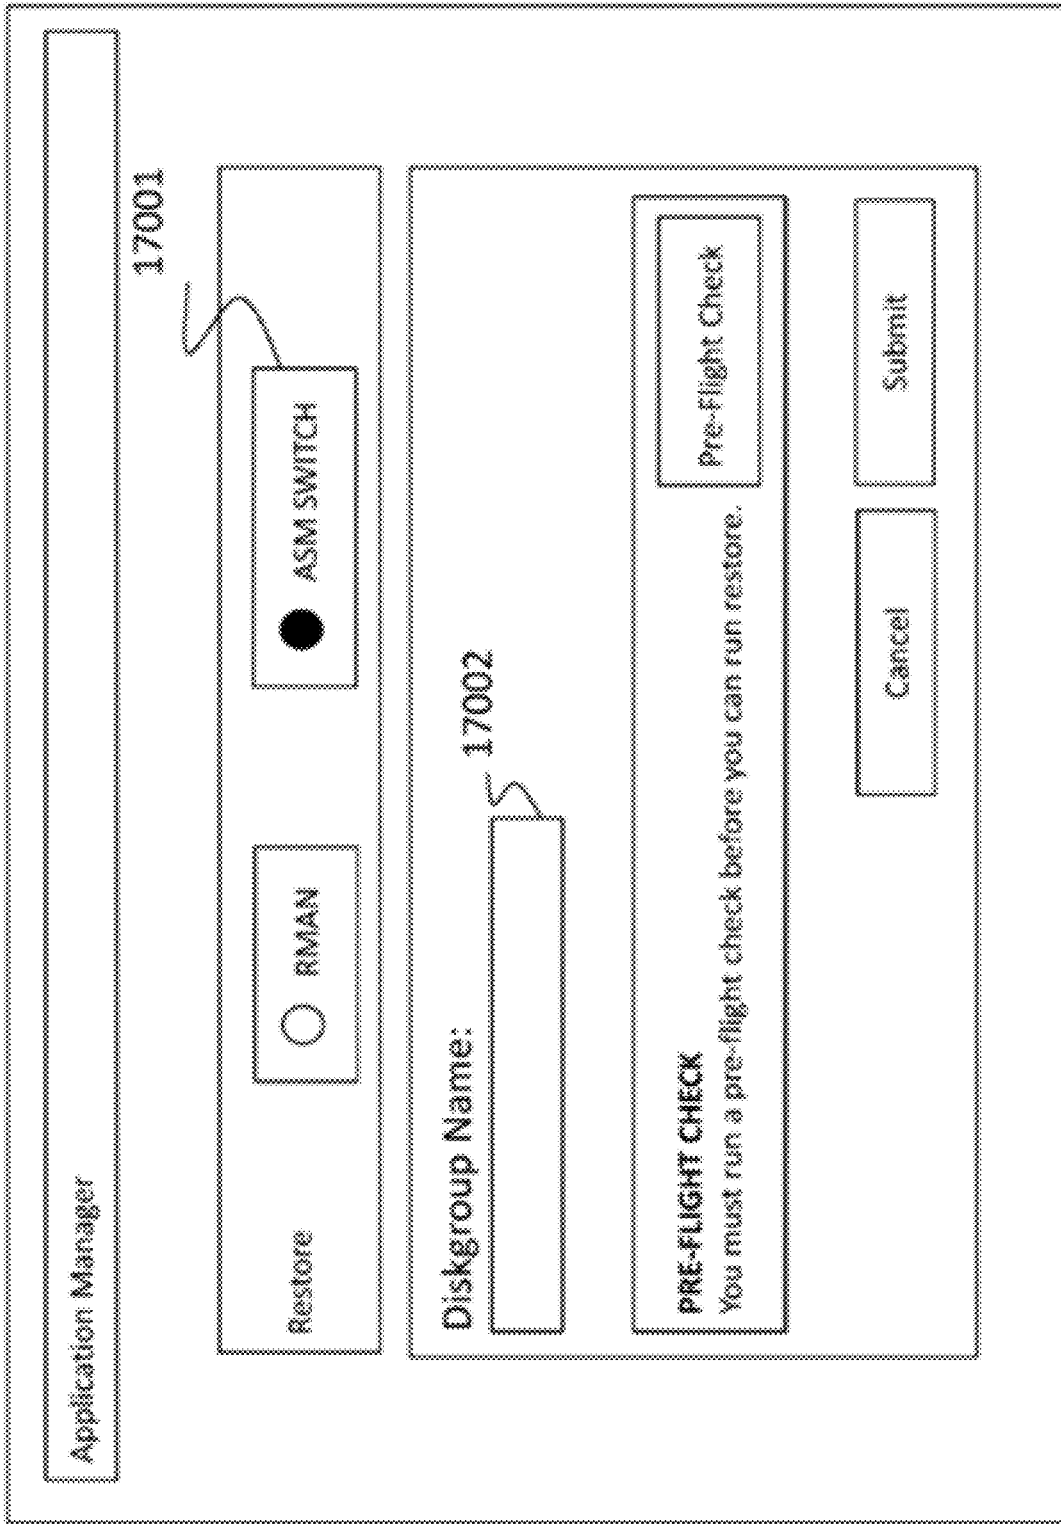 Application Manager
17001
Restore
RMAN
ASM SWITCH
Diskgroup Name:
17002
PRE-FLIGHT CHECK
You must run a pre-flight check before you can run restore.
Pre-Flight Check
Cancel
Submit